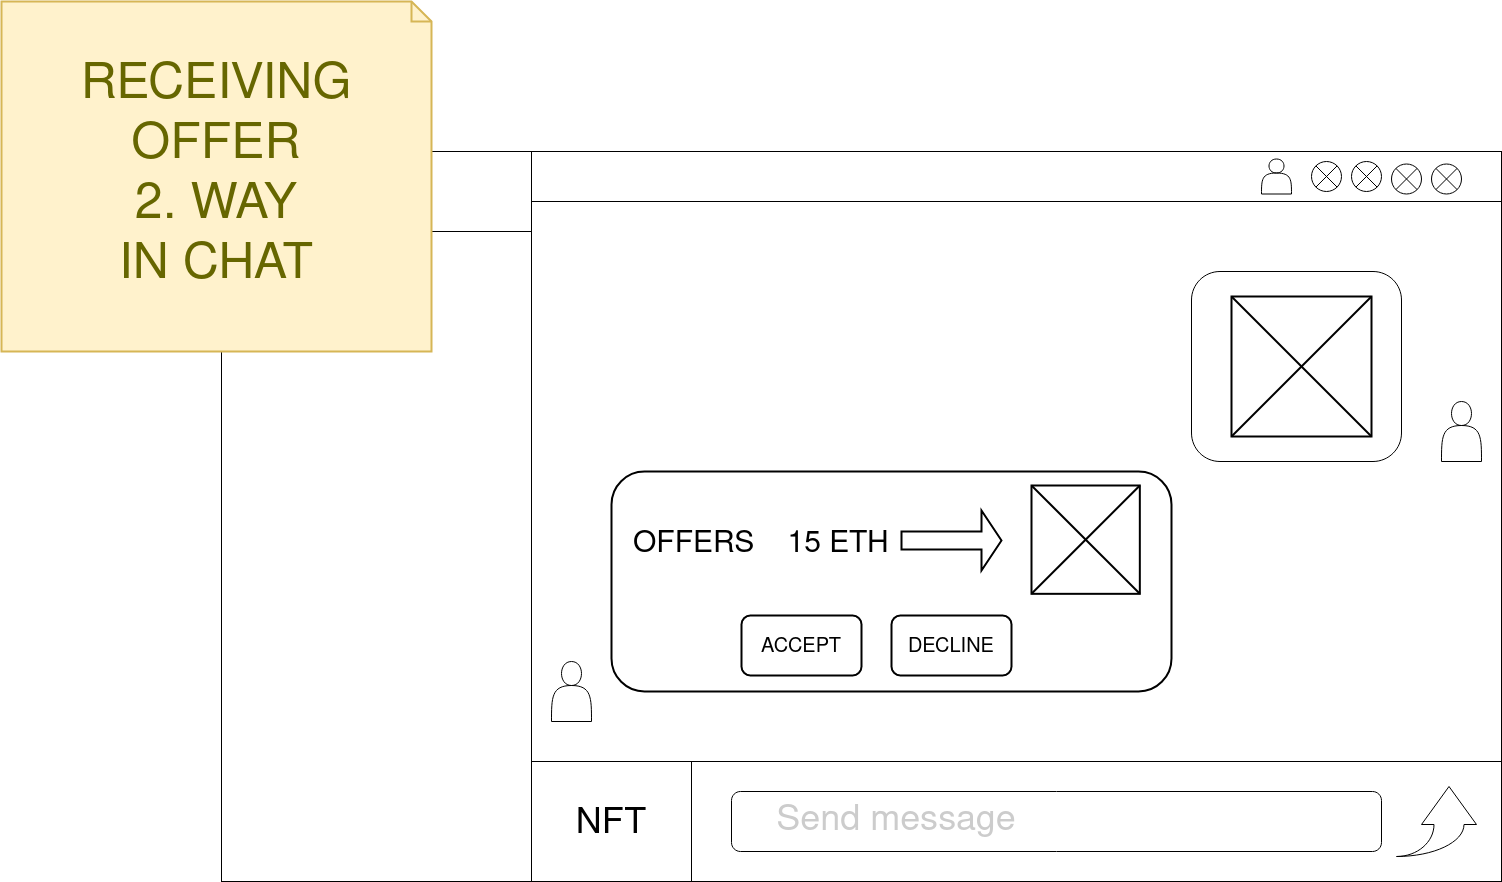 RECEIVING
OFFER
2. WAY
IN CHAT
OFFERS 15 ETH
ACCEPT DECLINE
NFT Send message